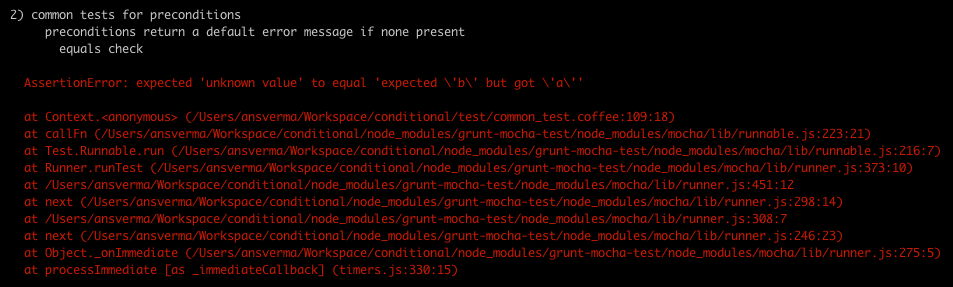 2) common tests for preconditions
preconditions return a default error message if none present
equals check
AssertionError: expected 'unknown value' to equal 'expected \'b\' but got \'a\''
at Context.<anonymous> (/Users/ansverma/Workspace/conditional/test/common_test.coffee:109:18)
at callFn (/Users/ansverma/Workspace/conditional/node_modules/grunt-mocha-test/node_modules/mocha/lib/runnable.js:223:21)
at Test.Runnable.run (/Users/ansverma/Workspace/conditional/node_modules/grunt-mocha-test/node_modules/mocha/lib/runnable.js:216:7)
at Runner.runTest (/Users/ansverma/Workspace/conditional/node_modules/grunt-mocha-test/node_modules/mocha/lib/runner.js:373:10)
at /Users/ansverma/Workspace/conditional/node_modules/grunt-mocha-test/node_modules/mocha/lib/runner.js:451:12
at next (/Users/ansverma/Workspace/conditional/node_modules/grunt-mocha-test/node_modules/mocha/lib/runner.js:298:14)
at /Users/ansverma/Workspace/conditional/node_modules/grunt-mocha-test/node_modules/mocha/lib/runner.js:308:7
at next (/Users/ansverma/Workspace/conditional/node_modules/grunt-mocha-test/node_modules/mocha/lib/runner.js:246:23)
at Object._onImmediate (/Users/ansverma/Workspace/conditional/node_modules/grunt-mocha-test/node_modules/mocha/lib/runner.js:275:5)
at processImmediate [as _immediateCallback] (timers.js:330:15)